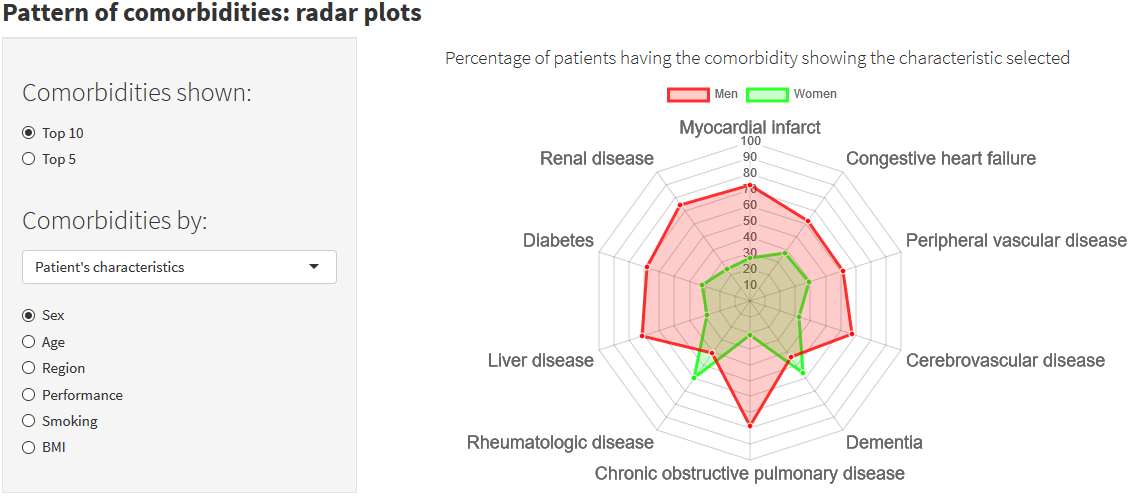 Pattern of comorbidities: radar plots
Comorbidities shown:
Top 10
Top 5
Comorbidities by:
Patient's characteristics
Sex
Age
Region
Performance
Smoking
BMI
Percentage of patients having the comorbidity showing the characteristic selected
Men Women
Myocardial infarct
Renal disease
Congestive heart failure
Diabetes
Peripheral vascular disease
Liver disease
Cerebrovascular disease
Rheumatologic disease
Dementia
Chronic obstructive pulmonary disease
100
90
80
70
60
50
40
30
20
10